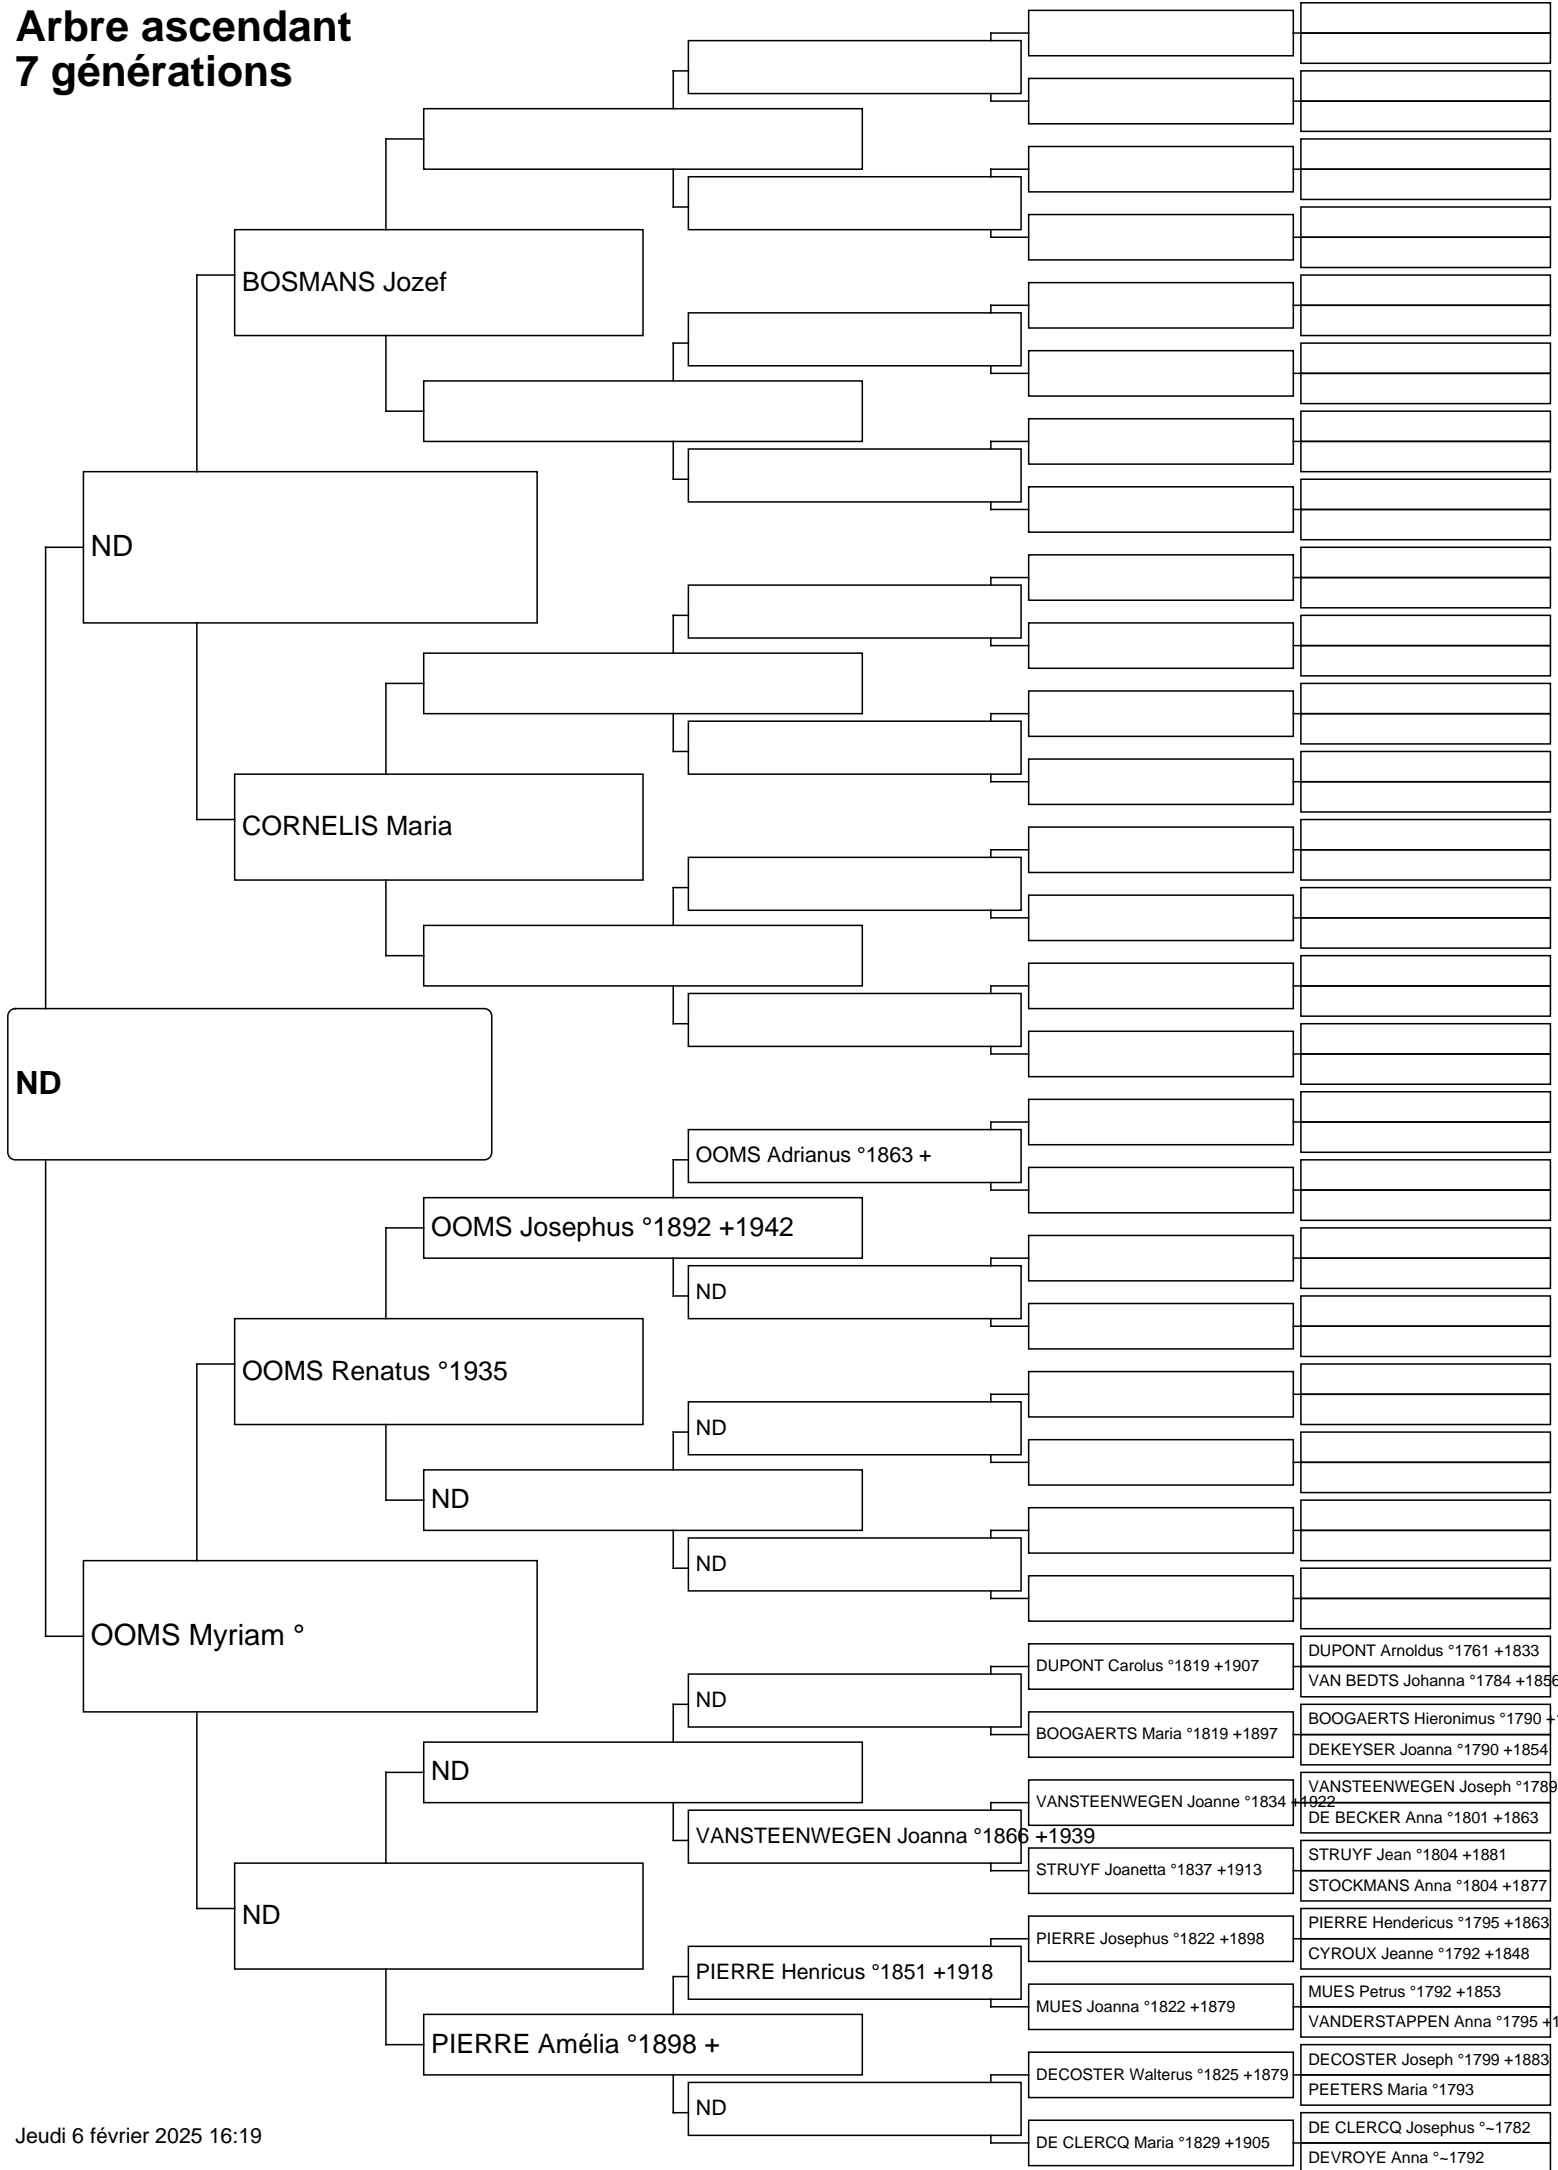 Arbre ascendant
7 générations
BOSMANS Jozef
ND
CORNELIS Maria
ND
OOMS Adrianus °1863 +
OOMS Josephus °1892 +1942
ND
OOMS Renatus °1935
ND
ND
ND
OOMS Myriam °
DUPONT Carolus °1819 +1907
DUPONT Arnoldus °1761 +1833
VAN BEDTS Johanna °1784 +1856
ND
BOOGAERTS Maria °1819 +1897
BOOGAERTS Hieronimus °1790 +
DEKEYSER Joanna °1790 +1854
ND
VANSTEENWEGEN Joanne °1834 +1922
VANSTEENWEGEN Joseph °1789
DE BECKER Anna °1801 +1863
VANSTEENWEGEN Joanna °1866 +1939
STRUYF Joanetta °1837 +1913
STRUYF Jean °1804 +1881
STOCKMANS Anna °1804 +1877
ND
PIERRE Josephus °1822 +1898
PIERRE Hendericus °1795 +1863
CYROUX Jeanne °1792 +1848
PIERRE Henricus °1851 +1918
MUES Joanna °1822 +1879
MUES Petrus °1792 +1853
VANDERSTAPPEN Anna °1795 +1
PIERRE Amélia °1898 +
DECOSTER Walterus °1825 +1879
DECOSTER Joseph °1799 +1883
PEETERS Maria °1793
ND
DE CLERCQ Maria °1829 +1905
DE CLERCQ Josephus °~1782
DEVROYE Anna °~1792
Jeudi 6 février 2025 16:19